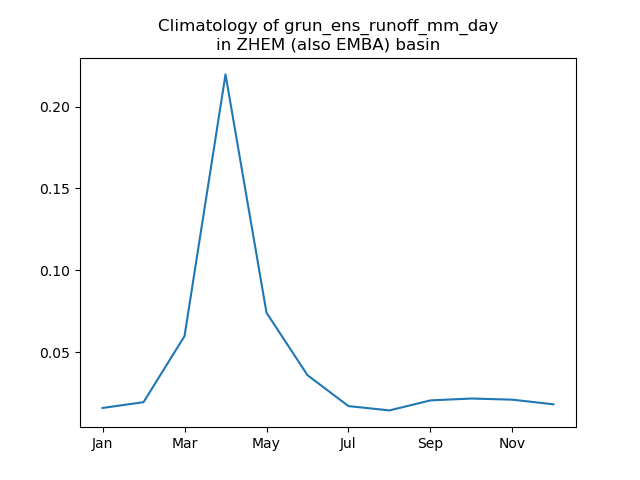 Climatology of grun_ens_runoff_mm_day
in ZHEM (also EMBA) basin
0.20
0.15
0.10
0.05
Jan
Mar
May
Jul
Sep
Nov